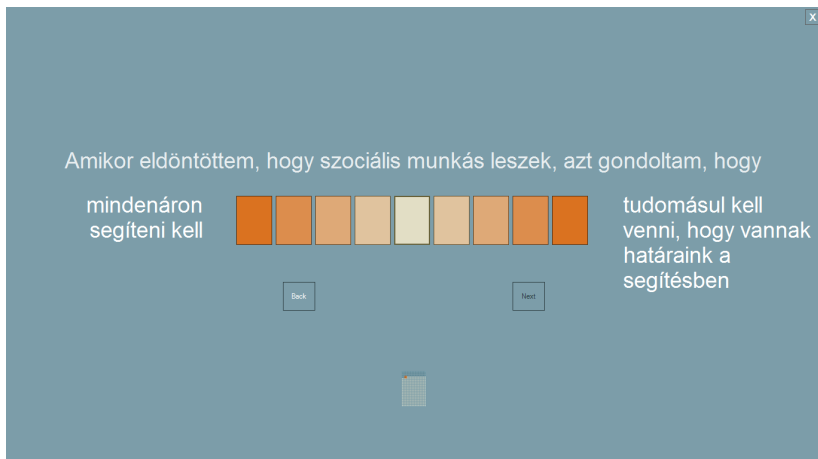 X
Amikor eldöntöttem, hogy szociális munkás leszek, azt gondoltam, hogy
mindenáron
segíteni kell
tudomásul kell
venni, hogy vannak
határaink a
segítésben
Back
Next